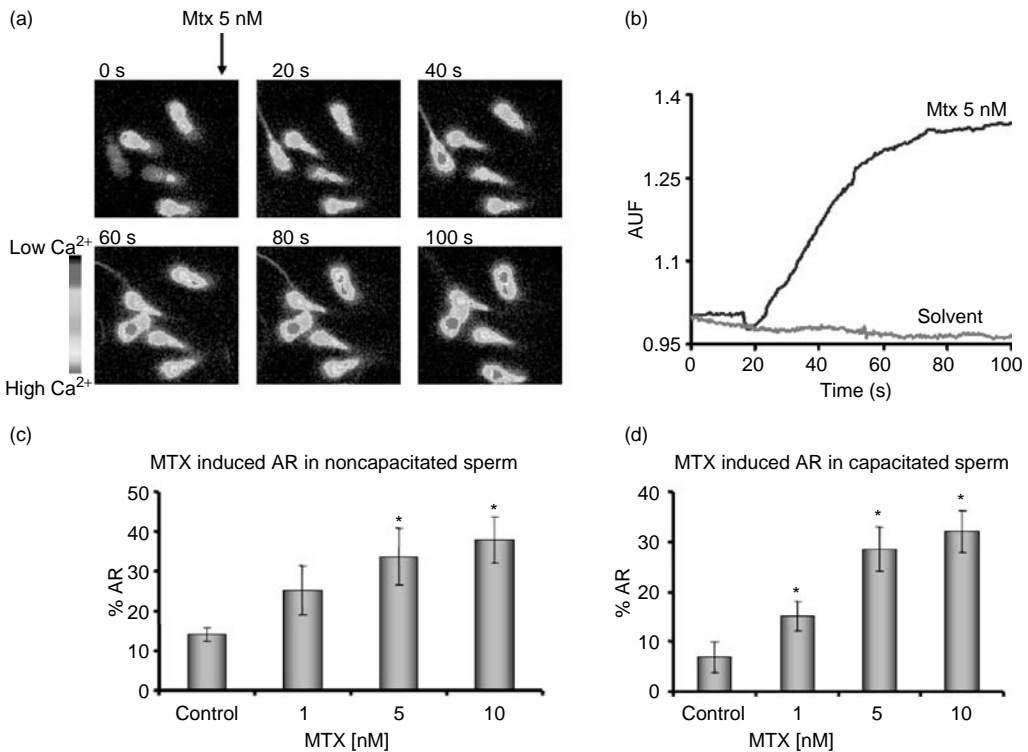 (a)
Mtx 5 nM
0 s
20 s
40 s
60 s
80 s
100 s
Low Ca²⁺
High Ca²⁺
(b)
1.4
1.25
1.1
0.95
AUF
Mtx 5 nM
Solvent
0 20 40 60 80 100
Time (s)
(c)
MTX induced AR in noncapacitated sperm
50
40
30
20
10
0
% AR
* *
Control 1 5 10
MTX [nM]
(d)
MTX induced AR in capacitated sperm
40
30
20
10
0
% AR
* * *
Control 1 5 10
MTX [nM]